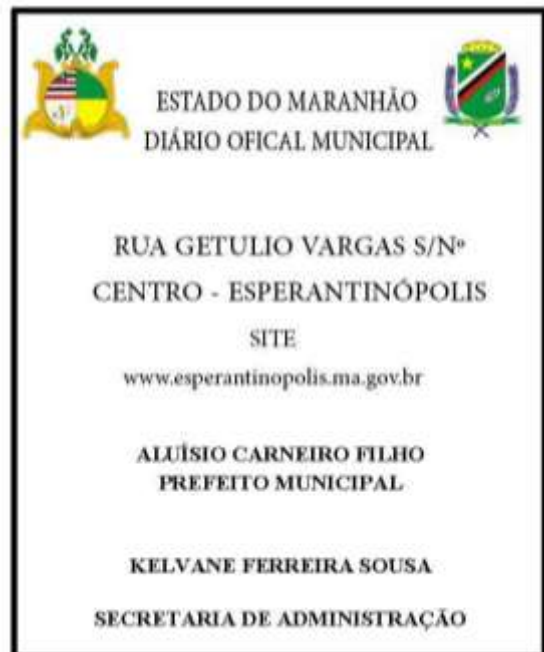 ESTADO DO MARANHÃO
DIÁRIO OFICAL MUNICIPAL
RUA GETULIO VARGAS S/Nº
CENTRO - ESPERANTINÓPOLIS
SITE
www.esperantinopolis.ma.gov.br
ALUÍSIO CARNEIRO FILHO
PREFEITO MUNICIPAL
KELVANE FERREIRA SOUSA
SECRETARIA DE ADMINISTRAÇÃO